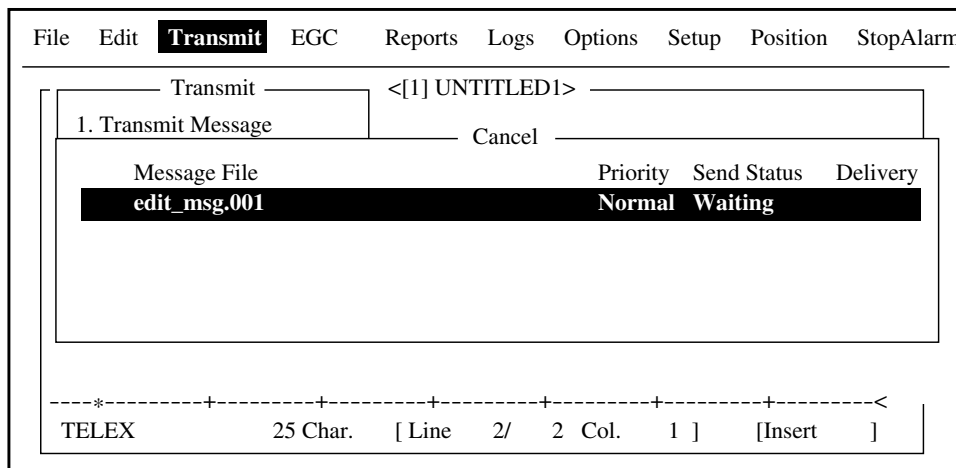 File Edit Transmit EGC Reports Logs Options Setup Position StopAlarm
Transmit <[1] UNTITLED1>
1. Transmit Message
Cancel
Message File Priority Send Status Delivery
edit_msg.001 Normal Waiting
----*---------+---------+---------+---------+---------+---------+---------<
TELEX 25 Char. [ Line 2/ 2 Col. 1 ] [Insert ]